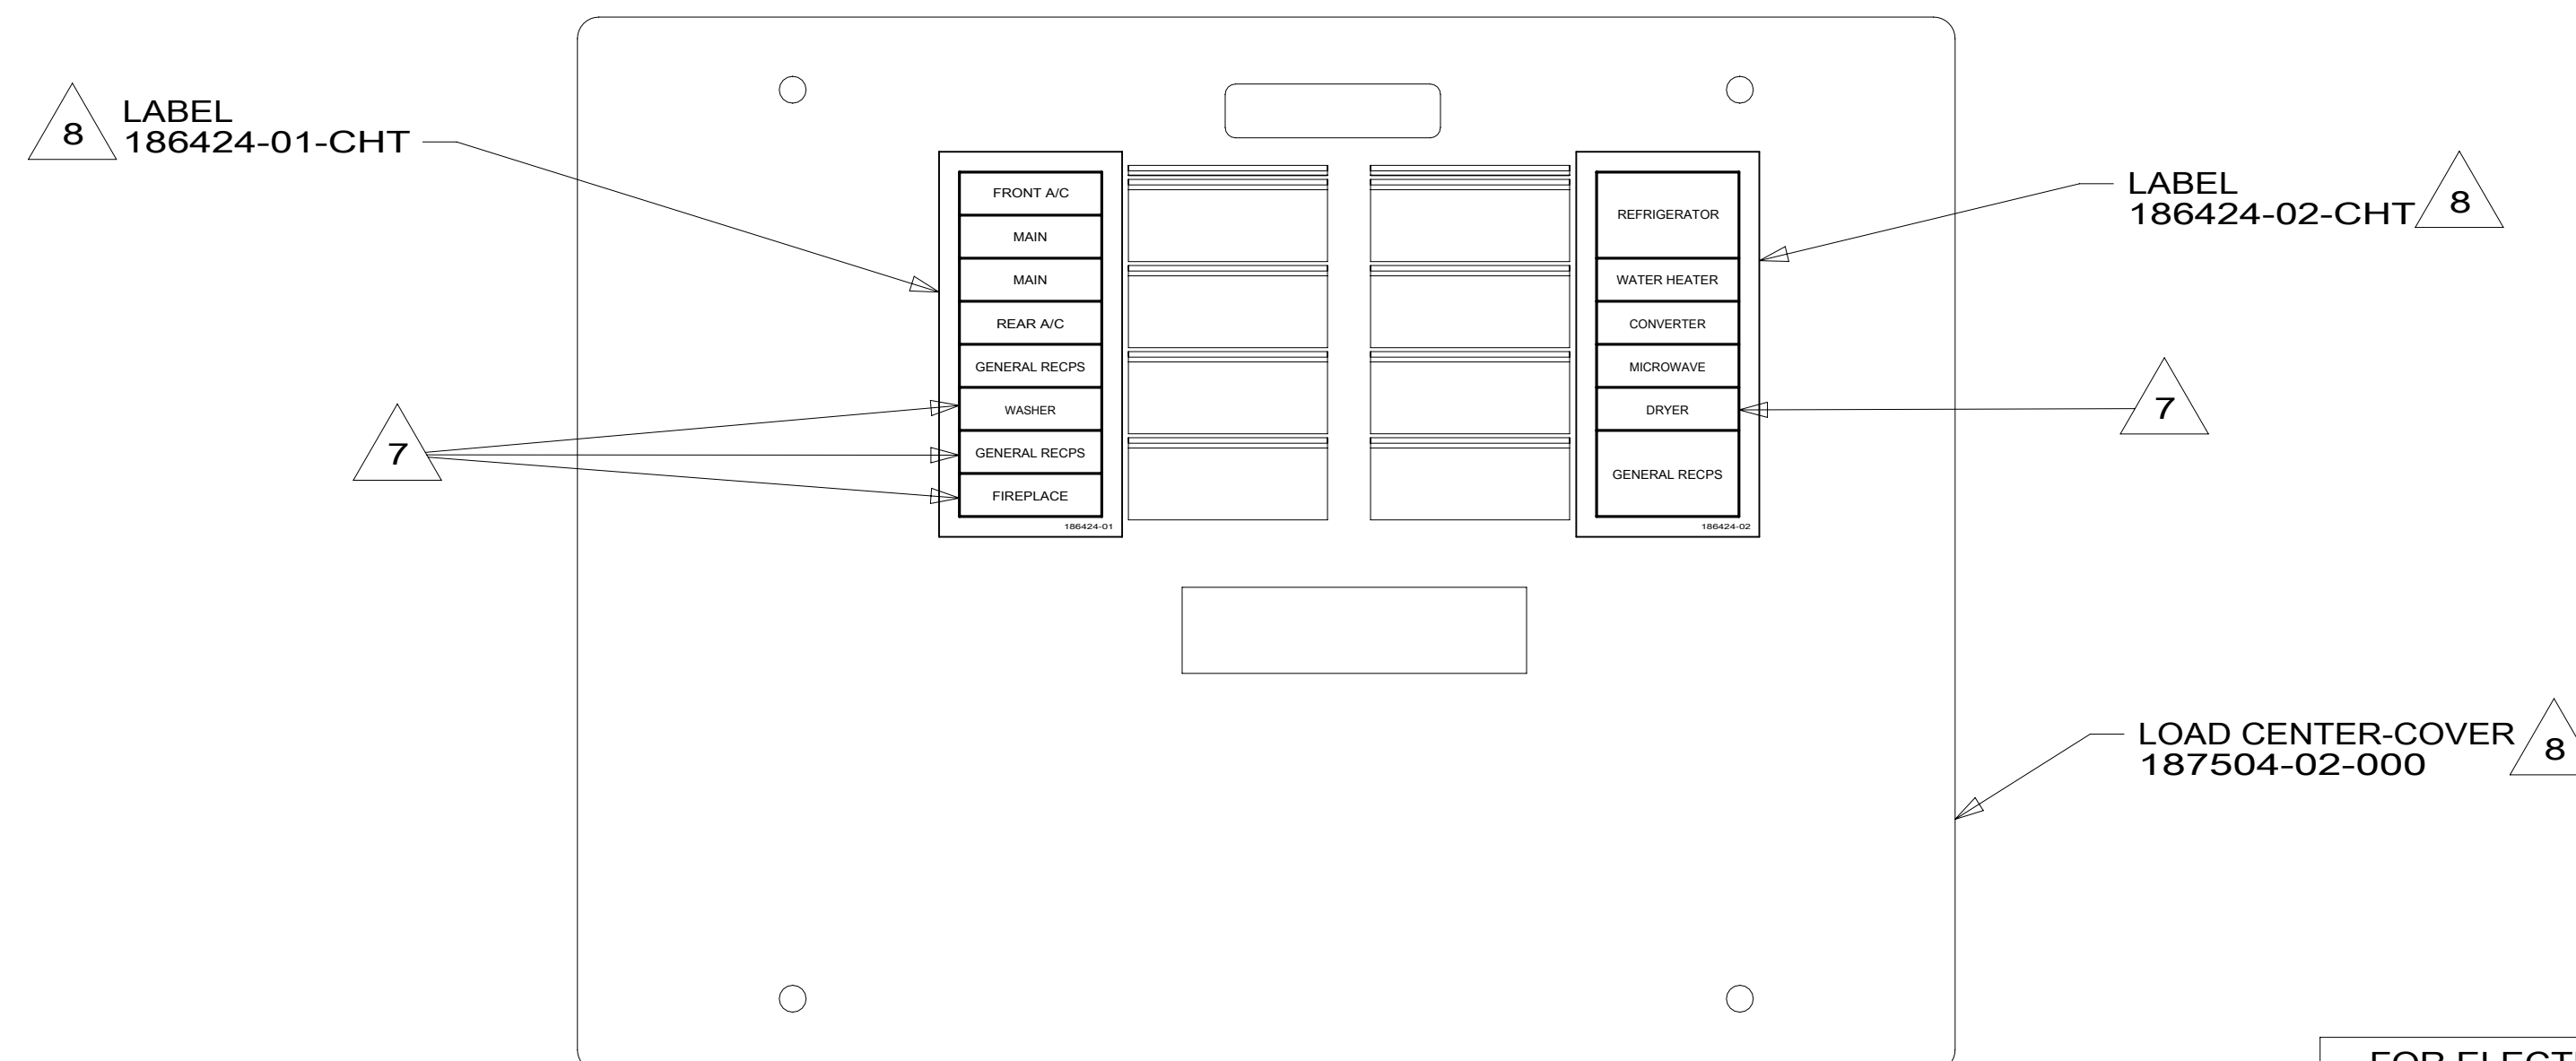 8
LABEL
186424-01-CHT
FRONT A/C
MAIN
MAIN
REAR A/C
GENERAL RECPS
WASHER
GENERAL RECPS
FIREPLACE
186424-01
7
REFRIGERATOR
WATER HEATER
CONVERTER
MICROWAVE
DRYER
GENERAL RECPS
186424-02
LABEL
186424-02-CHT
8
7
LOAD CENTER-COVER
187504-02-000
8
FOR ELECT